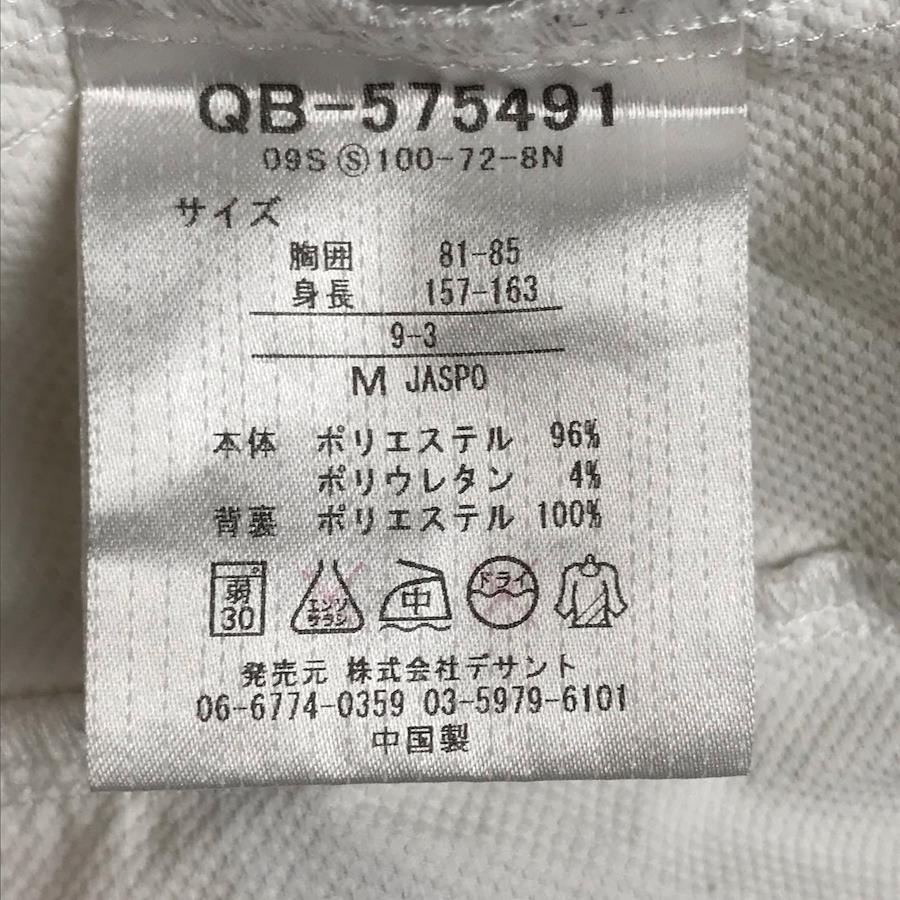 QB-575491
09S Ⓢ 100-72-8N
サイズ
胸囲 81-85
身長 157-163
9-3
M JASPO
本体 ポリエステル 96%
ポリウレタン 4%
背裏 ポリエステル 100%
弱 30
エンソ サラシ
中
ドライ
発売元 株式会社デサント
06-6774-0359 03-5979-6101
中国製